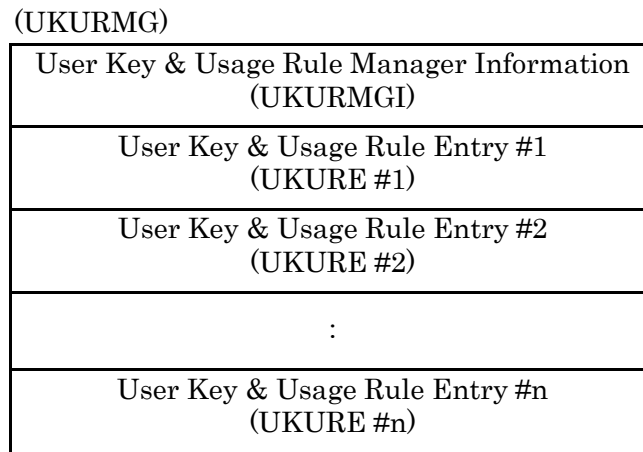 (UKURMG)
User Key & Usage Rule Manager Information
(UKURMGI)
User Key & Usage Rule Entry #1
(UKURE #1)
User Key & Usage Rule Entry #2
(UKURE #2)
:
User Key & Usage Rule Entry #n
(UKURE #n)